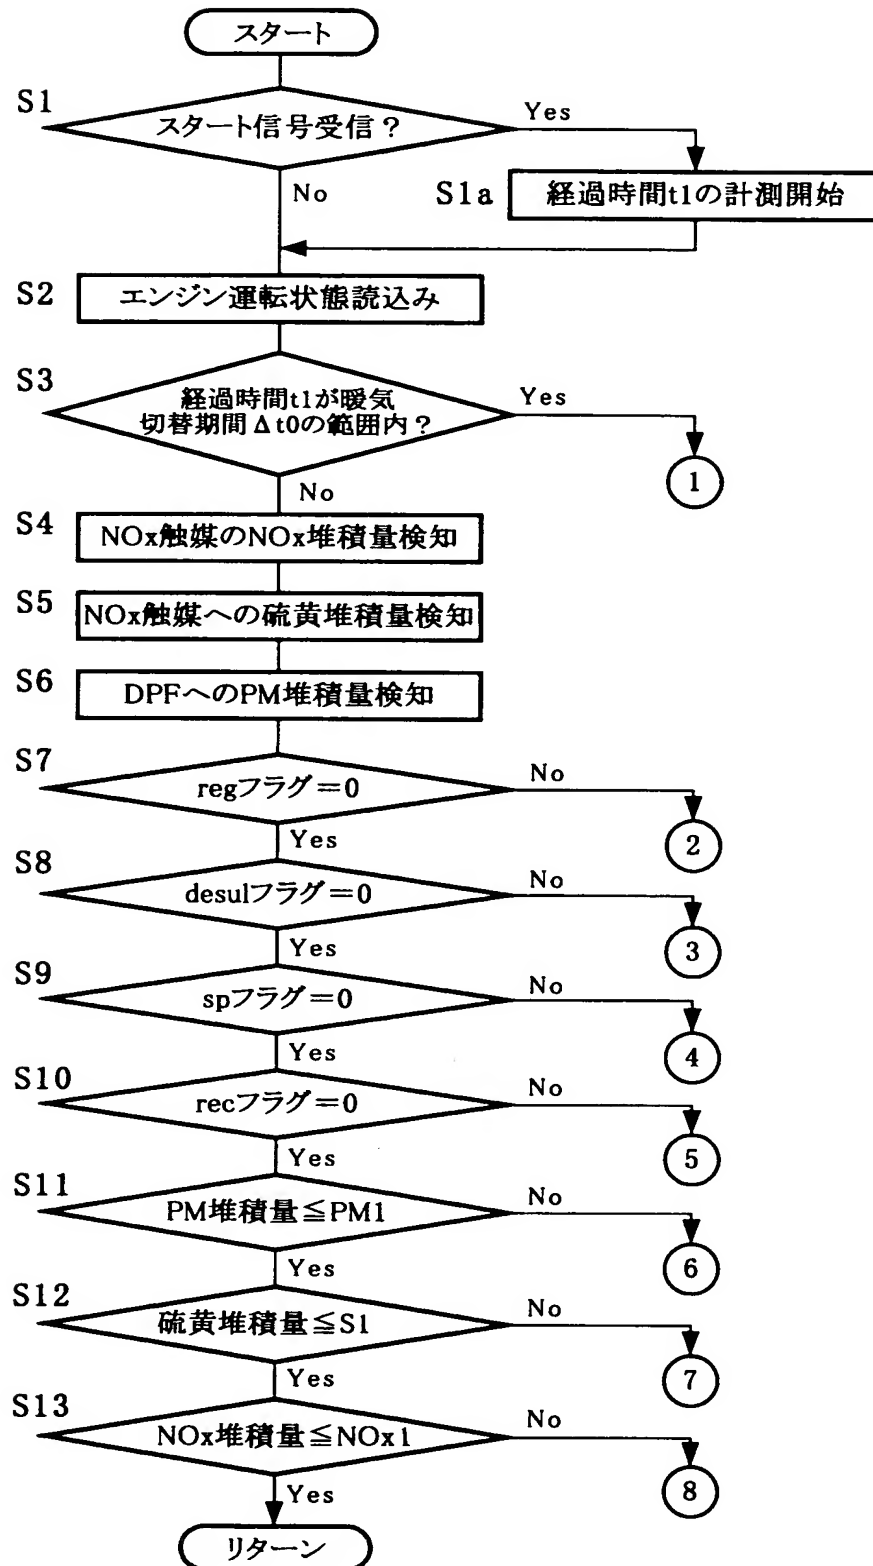 スタート
S1
スタート信号受信？
Yes
No
S1a
経過時間t1の計測開始
S2
エンジン運転状態読込み
S3
経過時間t1が暖気
切替期間Δt0の範囲内？
Yes
1
No
S4
NOx触媒のNOx堆積量検知
S5
NOx触媒への硫黄堆積量検知
S6
DPFへのPM堆積量検知
S7
regフラグ＝0
No
2
Yes
S8
desulフラグ＝0
No
3
Yes
S9
spフラグ＝0
No
4
Yes
S10
recフラグ＝0
No
5
Yes
S11
PM堆積量≦PM1
No
6
Yes
S12
硫黄堆積量≦S1
No
7
Yes
S13
NOx堆積量≦NOx1
No
8
Yes
リターン